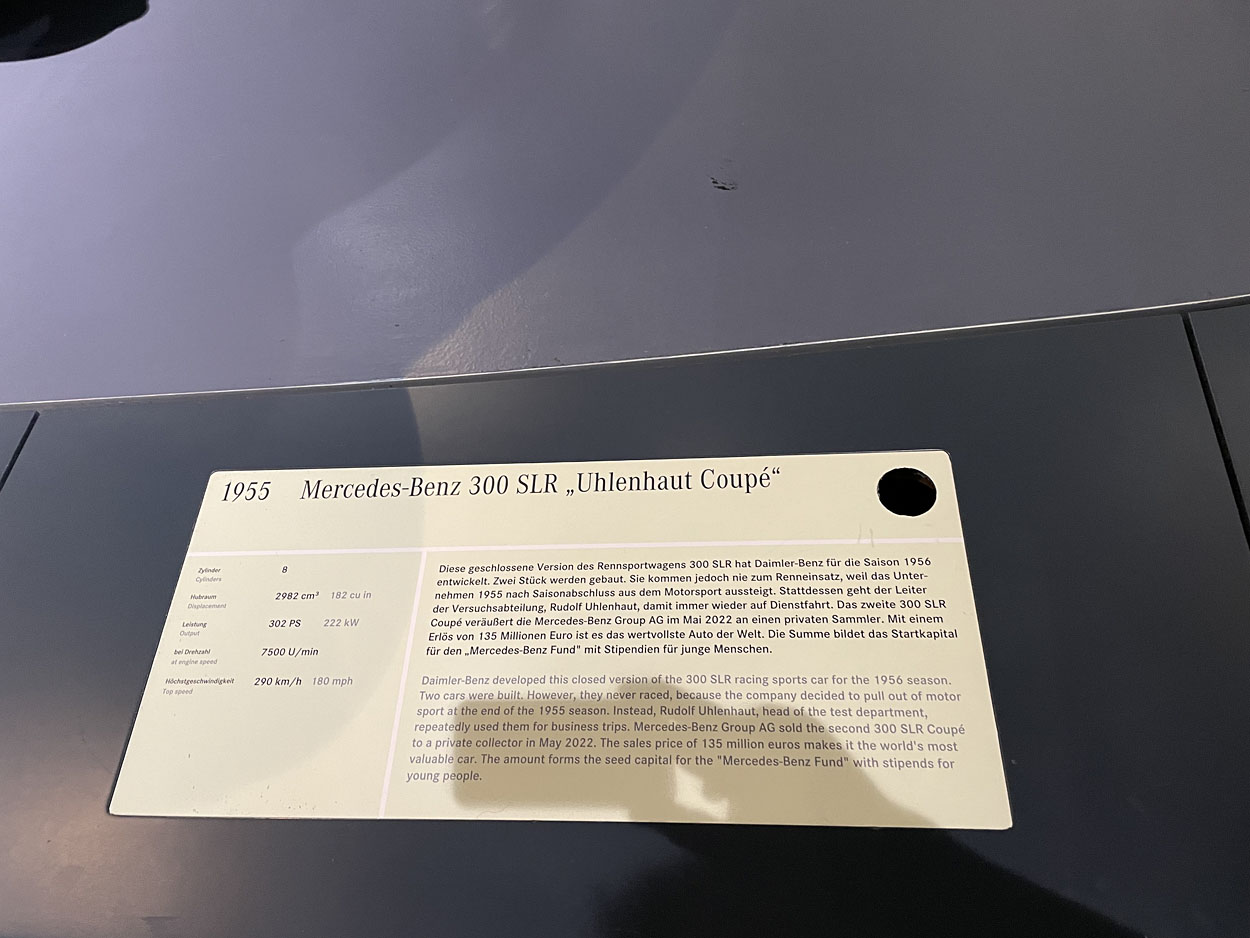 1955 Mercedes-Benz 300 SLR „Uhlenhaut Coupé“
Zylinder 8
Cylinders
Hubraum 2982 cm³ 182 cu in
Displacement
Leistung 302 PS 222 kW
Output
bei Drehzahl 7500 U/min
at engine speed
Höchstgeschwindigkeit 290 km/h 180 mph
Top speed
Diese geschlossene Version des Rennsportwagens 300 SLR hat Daimler-Benz für die Saison 1956
entwickelt. Zwei Stück werden gebaut. Sie kommen jedoch nie zum Renneinsatz, weil das Unter-
nehmen 1955 nach Saisonabschluss aus dem Motorsport aussteigt. Stattdessen geht der Leiter
der Versuchsabteilung, Rudolf Uhlenhaut, damit immer wieder auf Dienstfahrt. Das zweite 300 SLR
Coupé veräußert die Mercedes-Benz Group AG im Mai 2022 an einen privaten Sammler. Mit einem
Erlös von 135 Millionen Euro ist es das wertvollste Auto der Welt. Die Summe bildet das Startkapital
für den „Mercedes-Benz Fund" mit Stipendien für junge Menschen.
Daimler-Benz developed this closed version of the 300 SLR racing sports car for the 1956 season.
Two cars were built. However, they never raced, because the company decided to pull out of motor
sport at the end of the 1955 season. Instead, Rudolf Uhlenhaut, head of the test department,
repeatedly used them for business trips. Mercedes-Benz Group AG sold the second 300 SLR Coupé
to a private collector in May 2022. The sales price of 135 million euros makes it the world's most
valuable car. The amount forms the seed capital for the "Mercedes-Benz Fund" with stipends for
young people.